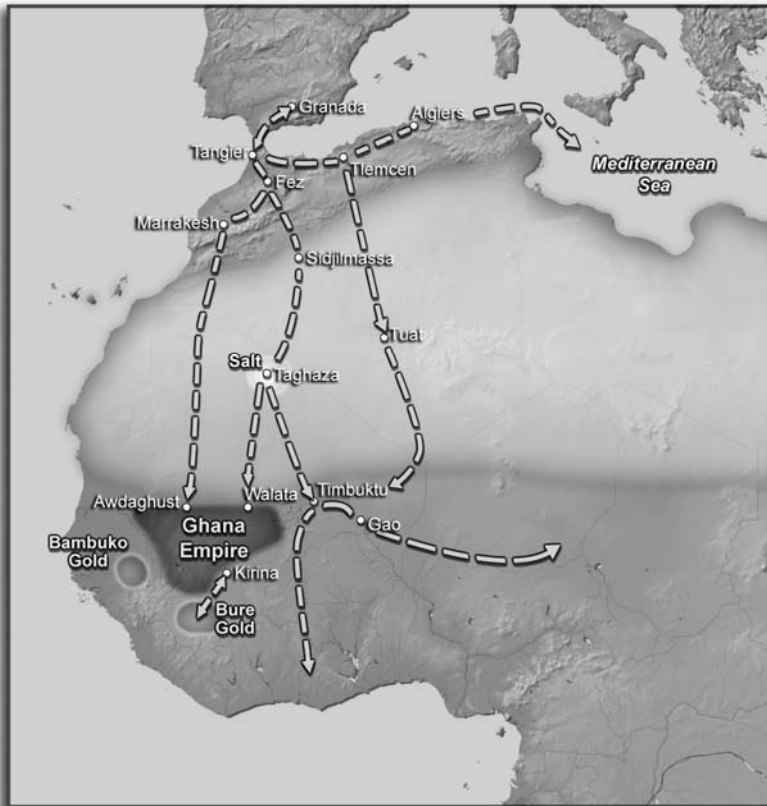 Granada
Algiers
Tangier
Tlemcen
Mediterranean
Sea
Fez
Marrakesh
Sidjilmassa
Tuat
Salt
Taghaza
Awdaghust
Walata
Timbuktu
Ghana
Empire
Gao
Bambuko
Gold
Kirina
Bure
Gold